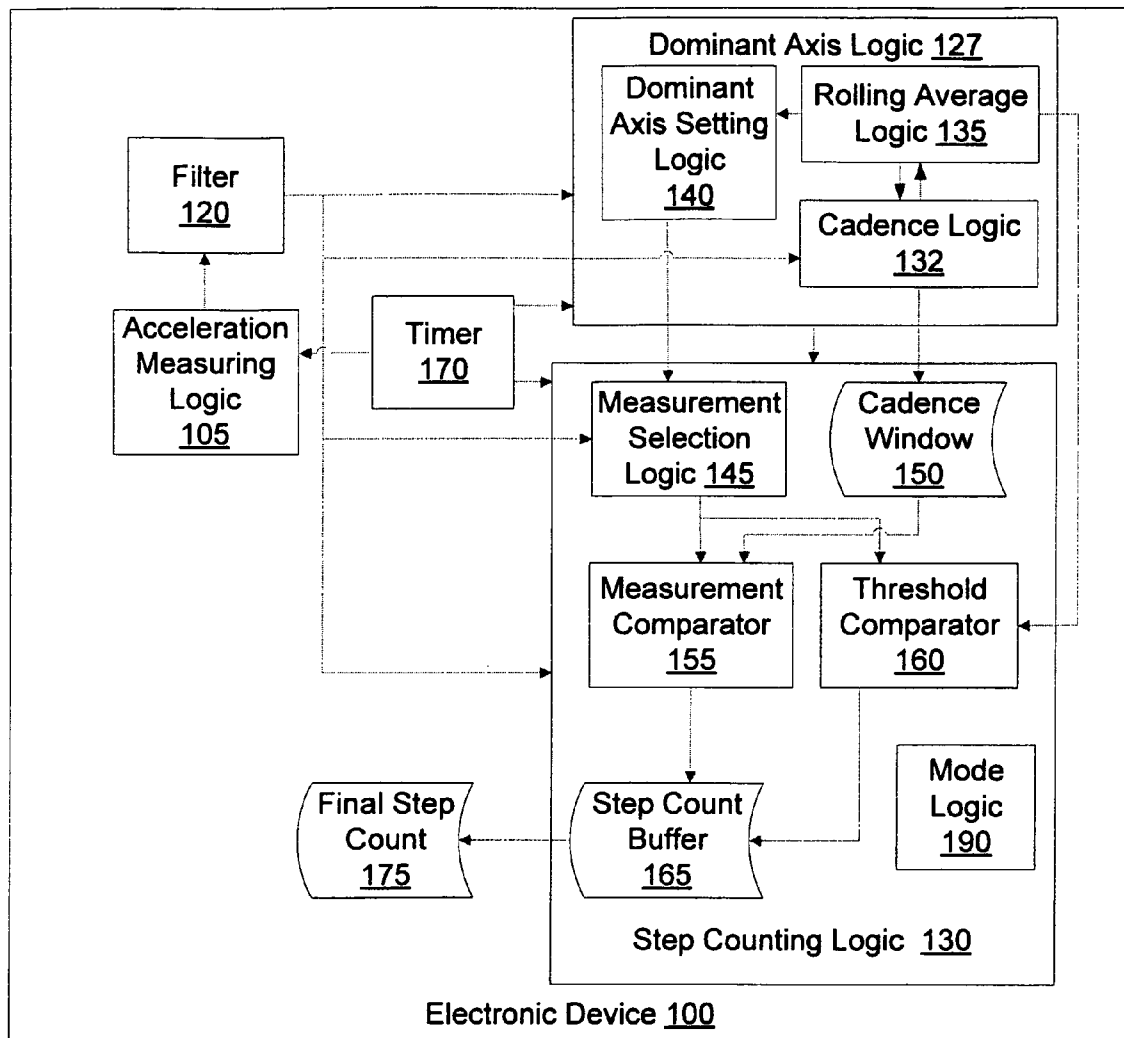 Dominant Axis Logic 127
Dominant
Axis Setting
Logic
140
Rolling Average
Logic 135
Filter
120
Cadence Logic
132
Acceleration
Measuring
Logic
105
Timer
170
Measurement
Selection
Logic 145
Cadence
Window
150
Measurement
Comparator
155
Threshold
Comparator
160
Mode
Logic
190
Final Step
Count
175
Step Count
Buffer
165
Step Counting Logic 130
Electronic Device 100